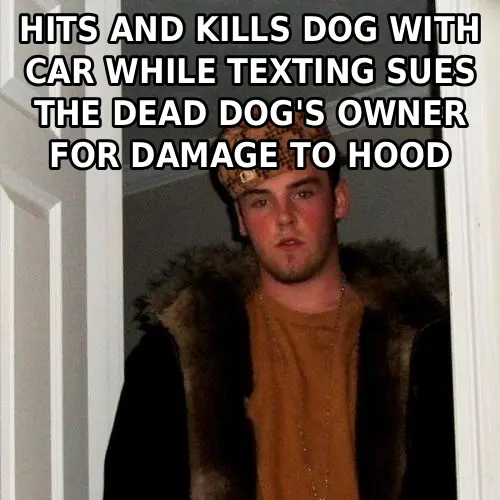 HITS AND KILLS DOG WITH
CAR WHILE TEXTING SUES
THE DEAD DOG'S OWNER
FOR DAMAGE TO HOOD